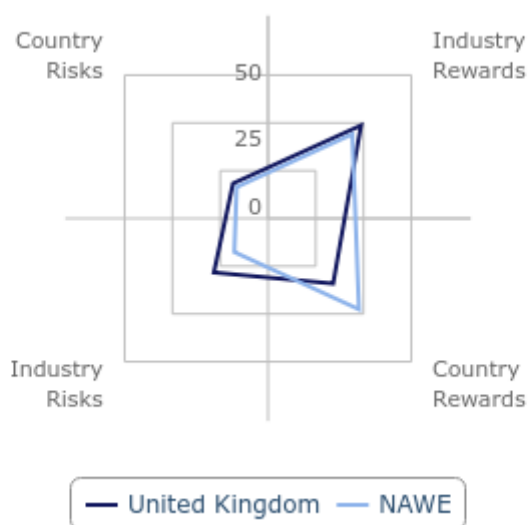 Country
Risks
Industry
Rewards
50
25
0
Industry
Risks
Country
Rewards
United Kingdom
NAWE